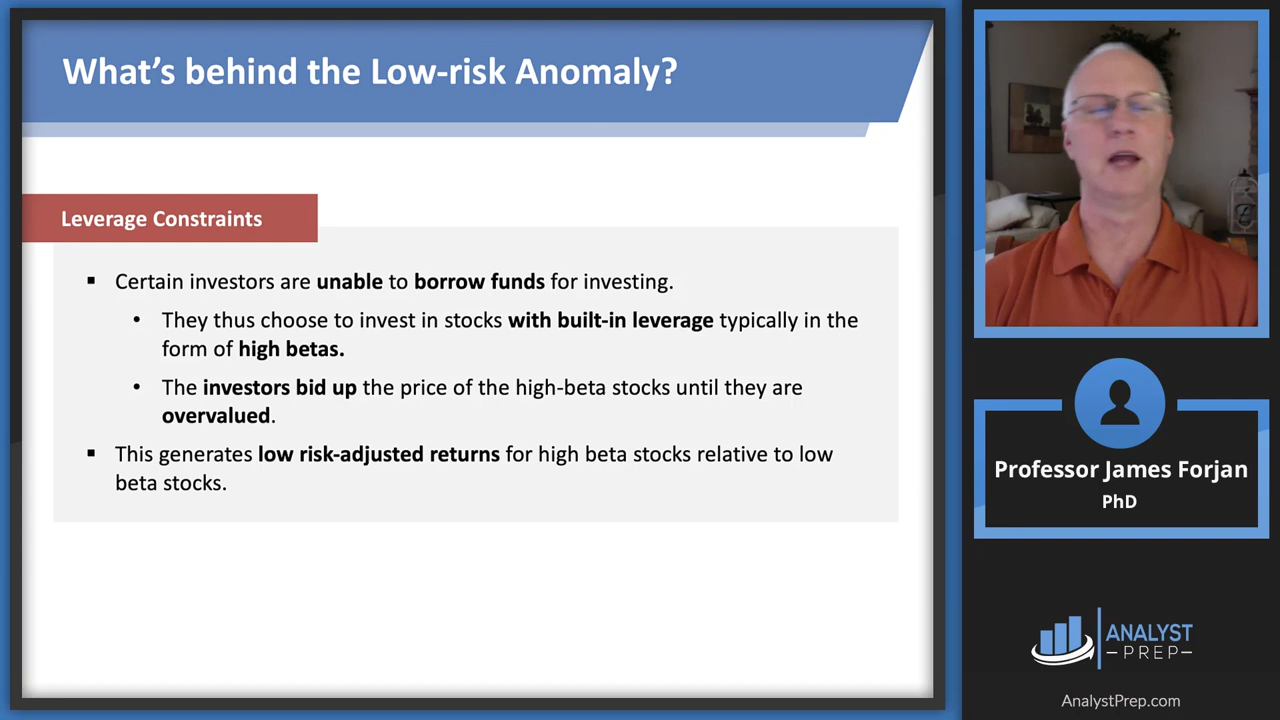 What’s behind the Low-risk Anomaly?
Leverage Constraints
▪ Certain investors are unable to borrow funds for investing.
• They thus choose to invest in stocks with built-in leverage typically in the
form of high betas.
• The investors bid up the price of the high-beta stocks until they are
overvalued.
▪ This generates low risk-adjusted returns for high beta stocks relative to low
beta stocks.
Professor James Forjan
PhD
ANALYST
–PREP–
AnalystPrep.com